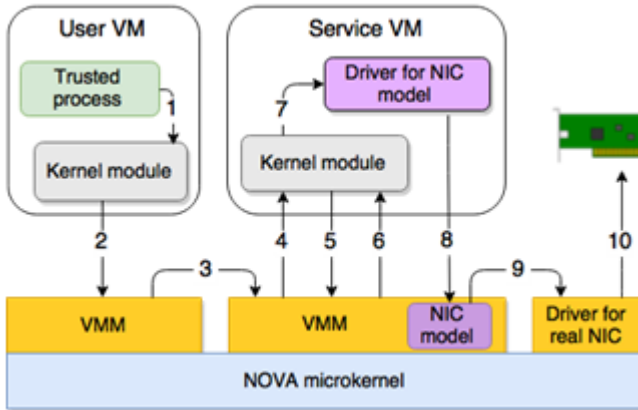 User VM
Service VM
Trusted
process
1
7
Driver for NIC
model
Kernel module
Kernel module
2
3
4
5
6
8
9
10
VMM
VMM
NIC
model
Driver for
real NIC
NOVA microkernel